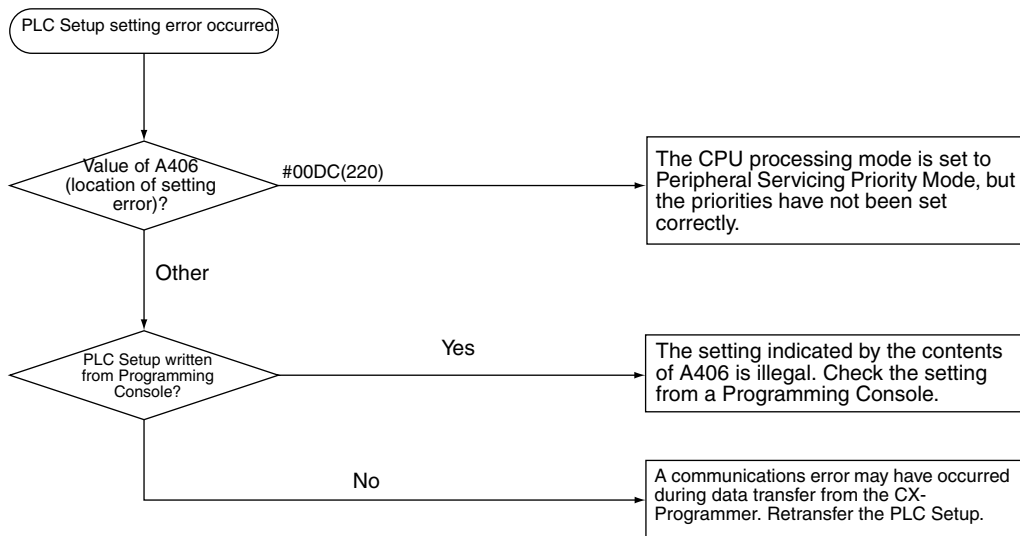 PLC Setup setting error occurred.
Value of A406
(location of setting
error)?
#00DC(220)
The CPU processing mode is set to
Peripheral Servicing Priority Mode, but
the priorities have not been set
correctly.
Other
PLC Setup written
from Programming
Console?
Yes
The setting indicated by the contents
of A406 is illegal. Check the setting
from a Programming Console.
No
A communications error may have occurred
during data transfer from the CX-
Programmer. Retransfer the PLC Setup.